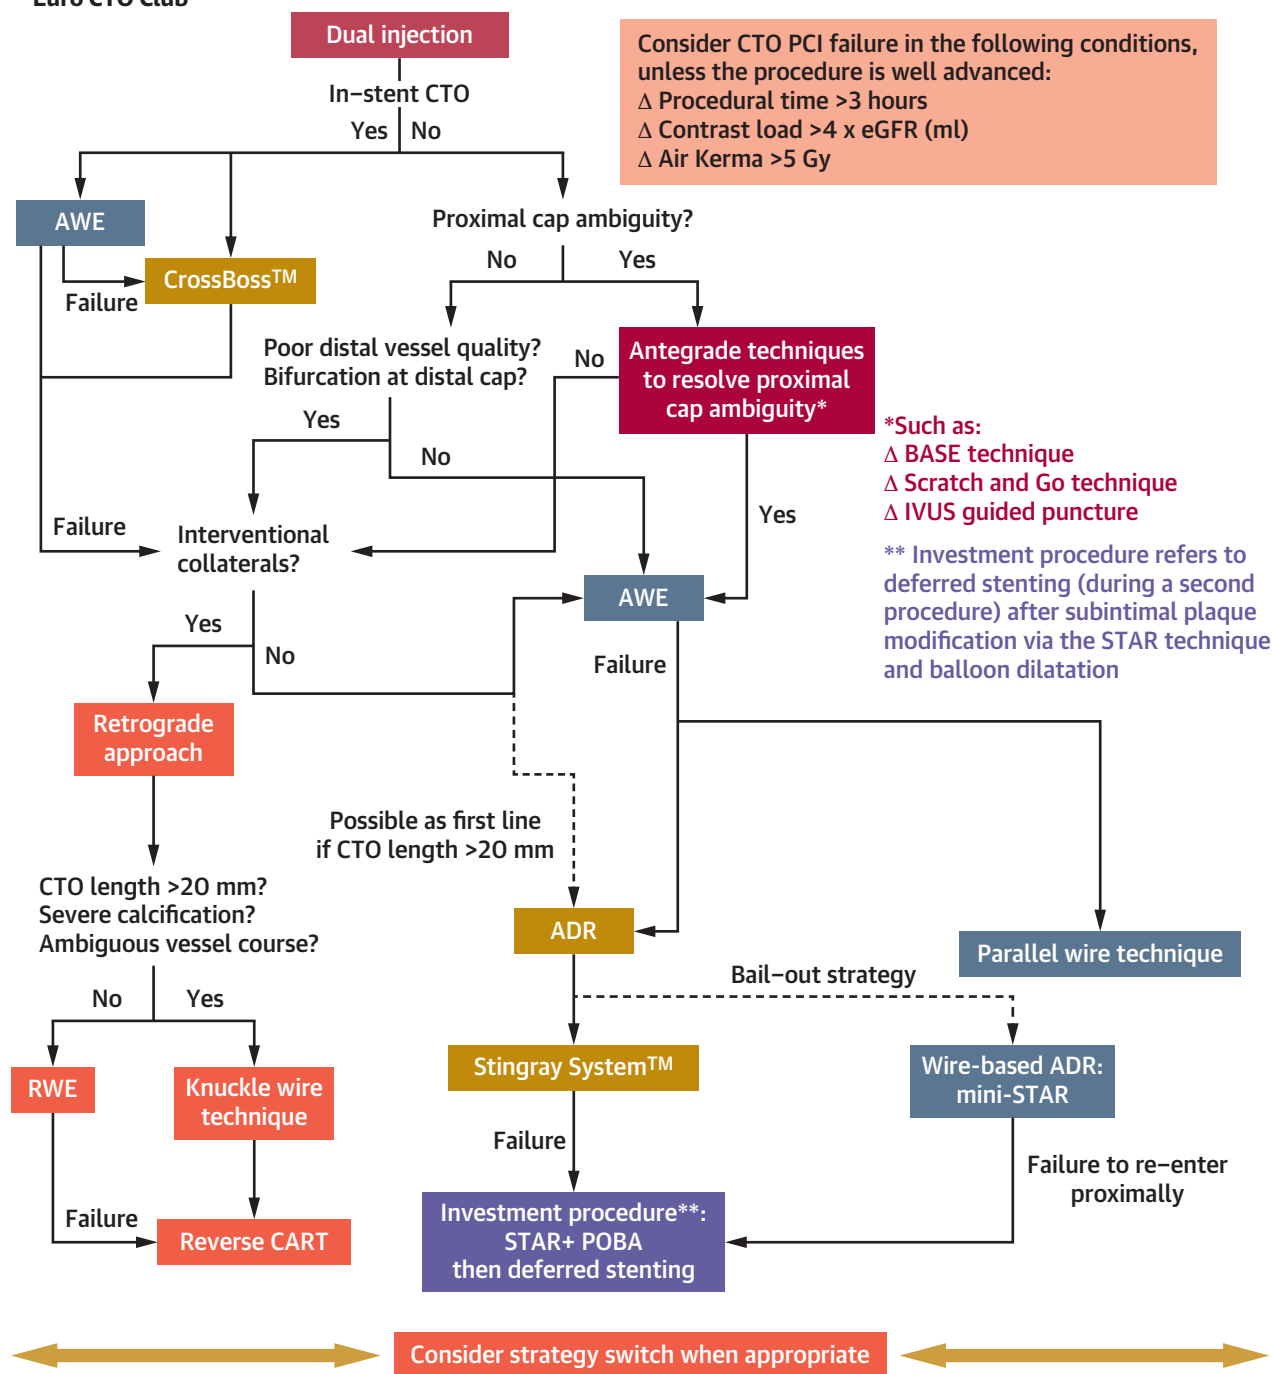 Euro CTO Club
Dual injection
Consider CTO PCI failure in the following conditions,
unless the procedure is well advanced:
Δ Procedural time >3 hours
Δ Contrast load >4 x eGFR (ml)
Δ Air Kerma >5 Gy
In-stent CTO
Yes
No
AWE
Proximal cap ambiguity?
No
Yes
CrossBoss™
Failure
Poor distal vessel quality?
Bifurcation at distal cap?
No
Antegrade techniques
to resolve proximal
cap ambiguity*
Yes
No
*Such as:
Δ BASE technique
Δ Scratch and Go technique
Δ IVUS guided puncture
Failure
Interventional
collaterals?
Yes
** Investment procedure refers to
deferred stenting (during a second
procedure) after subintimal plaque
modification via the STAR technique
and balloon dilatation
AWE
Yes
No
Failure
Retrograde
approach
Possible as first line
if CTO length >20 mm
CTO length >20 mm?
Severe calcification?
Ambiguous vessel course?
ADR
Parallel wire technique
Bail-out strategy
No
Yes
Stingray System™
Wire-based ADR:
mini-STAR
RWE
Knuckle wire
technique
Failure
Failure to re-enter
proximally
Failure
Reverse CART
Investment procedure**:
STAR+ POBA
then deferred stenting
Consider strategy switch when appropriate